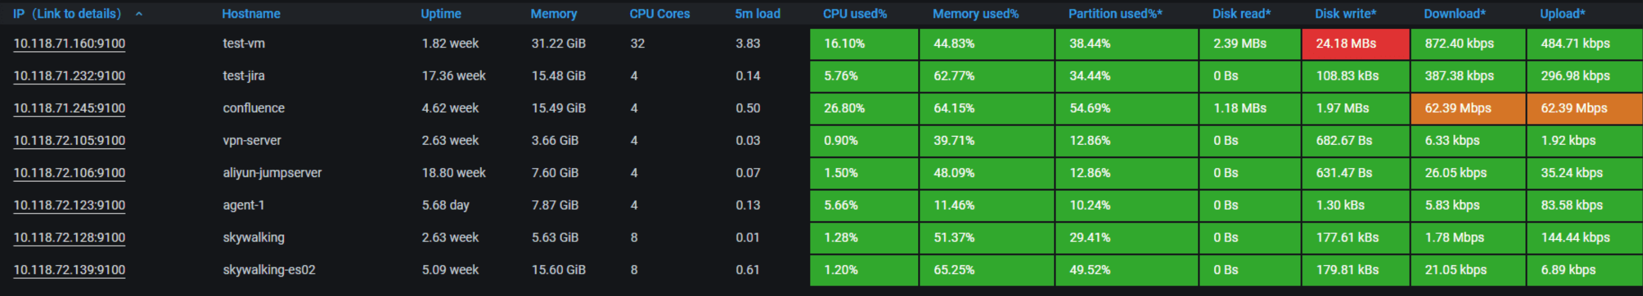 IP（Link to details） Hostname Uptime Memory CPU Cores 5m load CPU used% Memory used% Partition used%* Disk read* Disk write* Download* Upload*
10.118.71.160:9100 test-vm 1.82 week 31.22 GiB 32 3.83 16.10% 44.83% 38.44% 2.39 MBs 24.18 MBs 872.40 kbps 484.71 kbps
10.118.71.232:9100 test-jira 17.36 week 15.48 GiB 4 0.14 5.76% 62.77% 34.44% 0 Bs 108.83 kBs 387.38 kbps 296.98 kbps
10.118.71.245:9100 confluence 4.62 week 15.49 GiB 4 0.50 26.80% 64.15% 54.69% 1.18 MBs 1.97 MBs 62.39 Mbps 62.39 Mbps
10.118.72.105:9100 vpn-server 2.63 week 3.66 GiB 4 0.03 0.90% 39.71% 12.86% 0 Bs 682.67 Bs 6.33 kbps 1.92 kbps
10.118.72.106:9100 aliyun-jumpserver 18.80 week 7.60 GiB 4 0.07 1.50% 48.09% 12.86% 0 Bs 631.47 Bs 26.05 kbps 35.24 kbps
10.118.72.123:9100 agent-1 5.68 day 7.87 GiB 4 0.13 5.66% 11.46% 10.24% 0 Bs 1.30 kBs 5.83 kbps 83.58 kbps
10.118.72.128:9100 skywalking 2.63 week 5.63 GiB 8 0.01 1.28% 51.37% 29.41% 0 Bs 177.61 kBs 1.78 Mbps 144.44 kbps
10.118.72.139:9100 skywalking-es02 5.09 week 15.60 GiB 8 0.61 1.20% 65.25% 49.52% 0 Bs 179.81 kBs 21.05 kbps 6.89 kbps